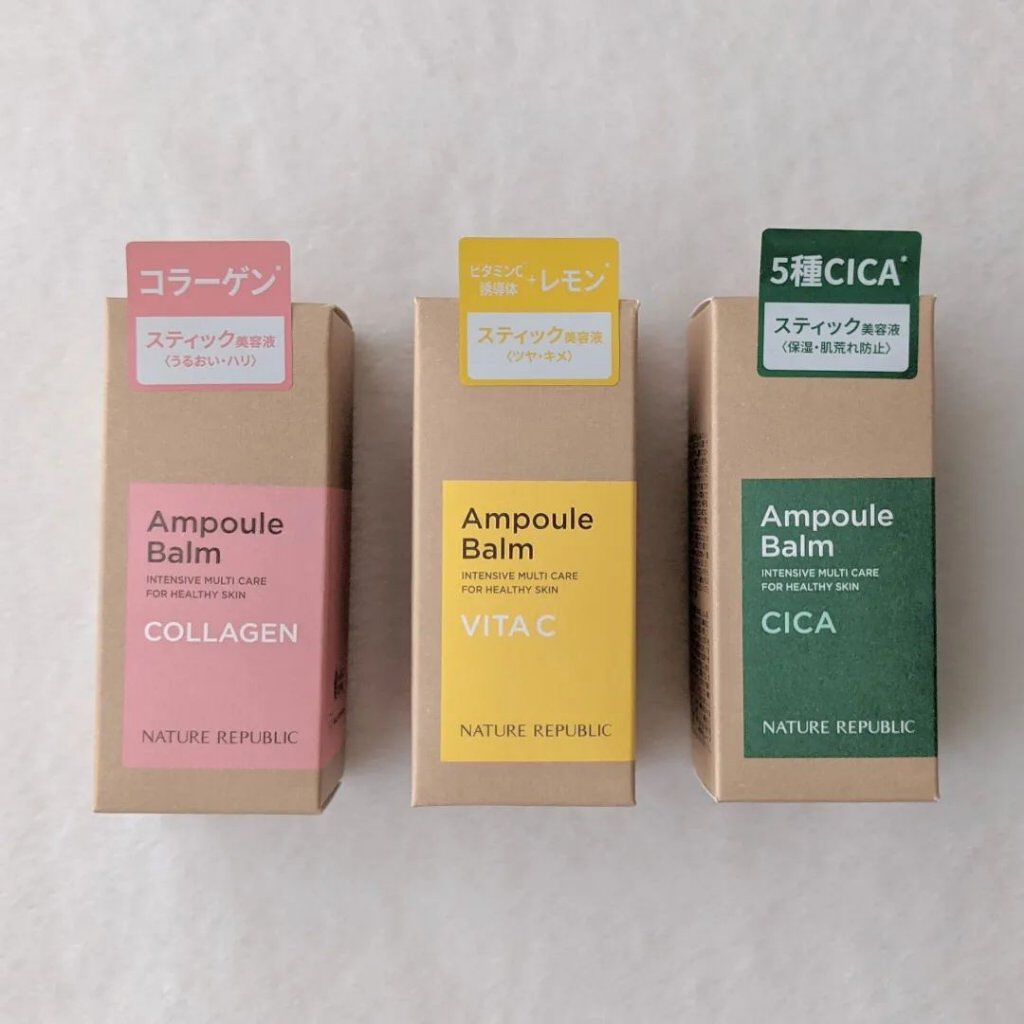 コラーゲン*
スティック美容液
〈うるおい・ハリ〉
Ampoule
Balm
INTENSIVE MULTI CARE
FOR HEALTHY SKIN
COLLAGEN
NATURE REPUBLIC
ビタミンC
誘導体
+レモン*
スティック美容液
〈ツヤ・キメ〉
Ampoule
Balm
INTENSIVE MULTI CARE
FOR HEALTHY SKIN
VITA C
NATURE REPUBLIC
5種CICA*
スティック美容液
〈保湿・肌荒れ防止〉
Ampoule
Balm
INTENSIVE MULTI CARE
FOR HEALTHY SKIN
CICA
NATURE REPUBLIC